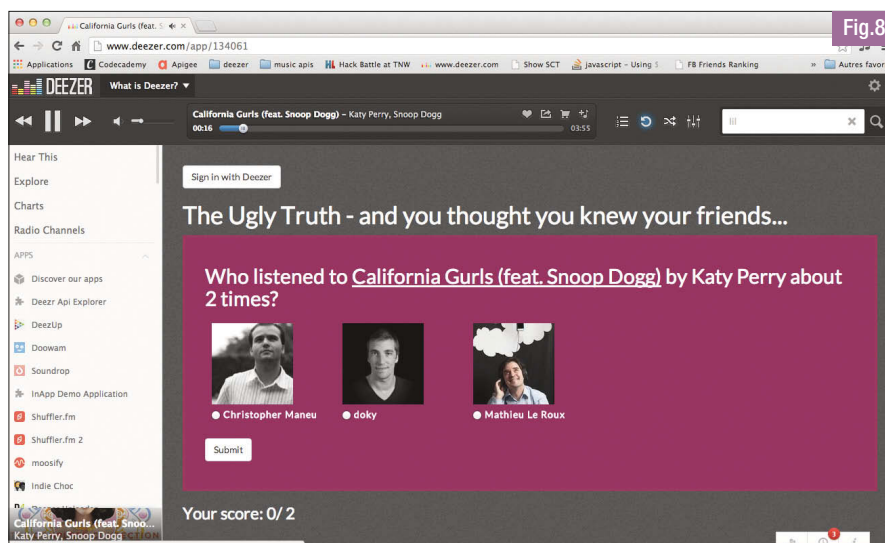 Fig.8
California Gurls (feat. S
www.deezer.com/app/134061
Applications Codecademy Apigee deezer music apis Hack Battle at TNW www.deezer.com Show SCT javascript - Using FB Friends Ranking » Autres favor
DEEZER What is Deezer?
California Gurls (feat. Snoop Dogg) – Katy Perry, Snoop Dogg
00:16 03:55
Hear This
Explore
Charts
Radio Channels
APPS
Discover our apps
Deezr Api Explorer
DeezUp
Doowam
Soundrop
InApp Demo Application
Shuffler.fm
Shuffler.fm 2
moosify
Indie Choc
California Gurls (feat. Snoo...
Katy Perry, Snoop Dogg
Sign in with Deezer
The Ugly Truth - and you thought you knew your friends...
Who listened to California Gurls (feat. Snoop Dogg) by Katy Perry about
2 times?
Christopher Maneu doky Mathieu Le Roux
Submit
Your score: 0/ 2
3